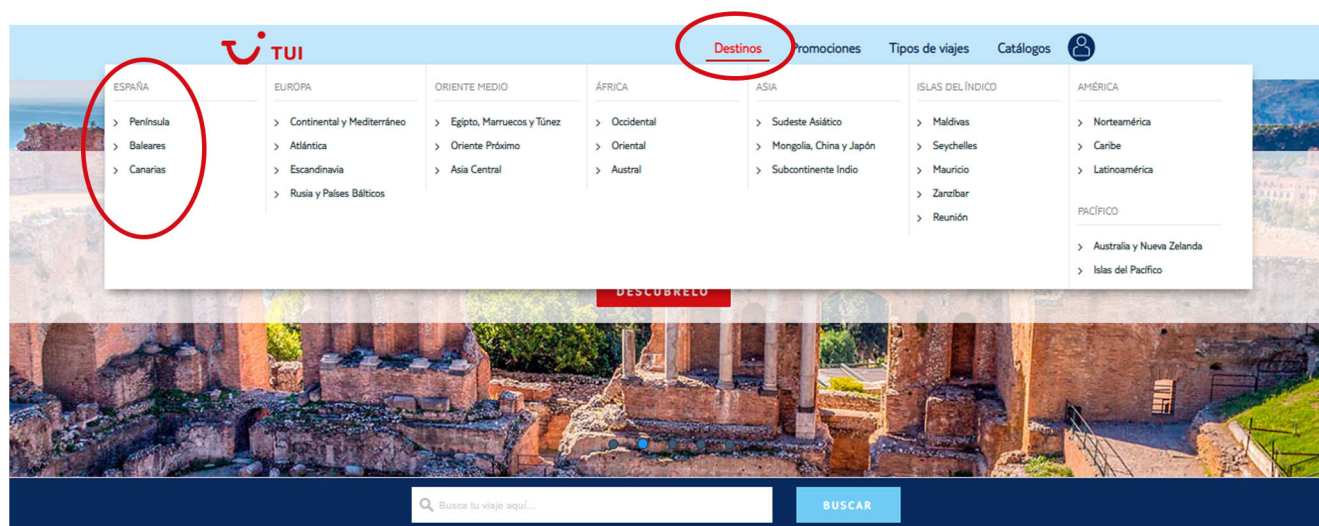 TUI
Destinos
Promociones
Tipos de viajes
Catálogos
ESPAÑA
Península
Baleares
Canarias
EUROPA
Continental y Mediterráneo
Atlántica
Escandinavia
Rusia y Países Bálticos
ORIENTE MEDIO
Egipto, Marruecos y Túnez
Oriente Próximo
Asia Central
ÁFRICA
Occidental
Oriental
Austral
ASIA
Sudeste Asiático
Mongolia, China y Japón
Subcontinente Indio
ISLAS DEL ÍNDICO
Maldivas
Seychelles
Mauricio
Zanzíbar
Reunión
AMÉRICA
Norteamérica
Caribe
Latinoamérica
PACÍFICO
Australia y Nueva Zelanda
Islas del Pacífico
DESCÚBRELO
Busca tu viaje aquí...
BUSCAR